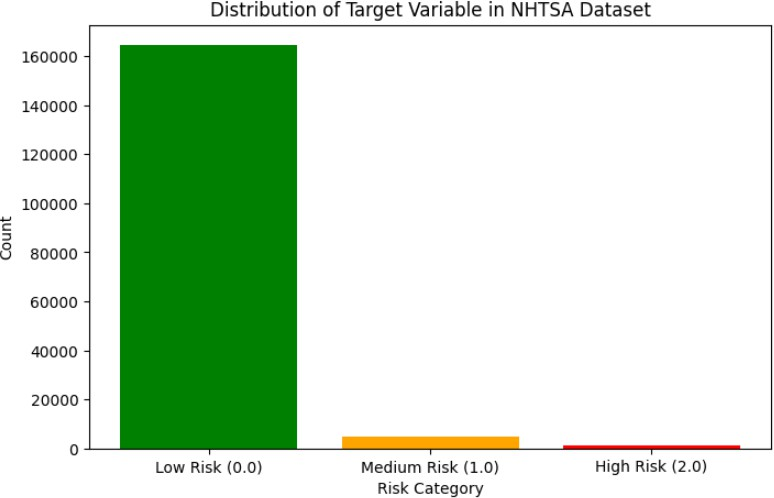 Distribution of Target Variable in NHTSA Dataset
160000
140000
120000
100000
80000
60000
40000
20000
0
Count
Low Risk (0.0) Medium Risk (1.0) High Risk (2.0)
Risk Category